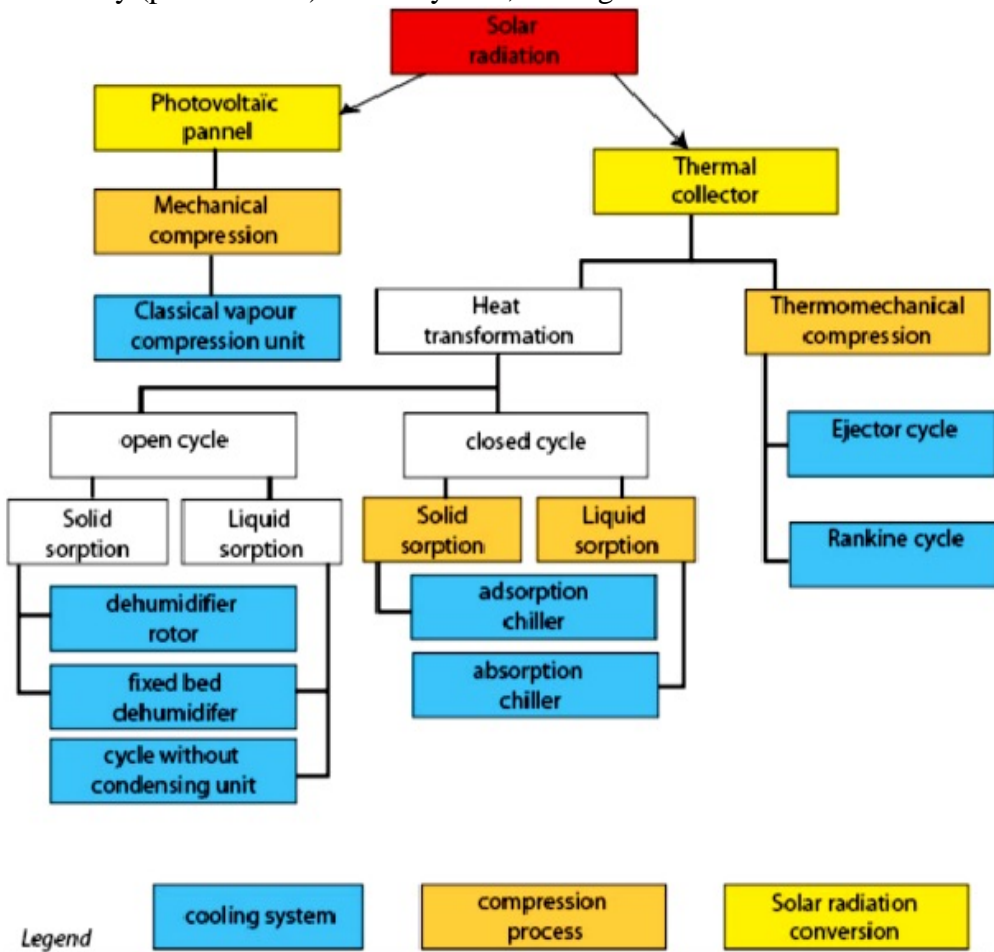 Solar
radiation
Photovoltaïc
pannel
Thermal
collector
Mechanical
compression
Classical vapour
compression unit
Heat
transformation
Thermomechanical
compression
open cycle
closed cycle
Ejector cycle
Solid
sorption
Liquid
sorption
Solid
sorption
Liquid
sorption
Rankine cycle
dehumidifier
rotor
adsorption
chiller
fixed bed
dehumidifer
absorption
chiller
cycle without
condensing unit
Legend
cooling system
compression
process
Solar radiation
conversion